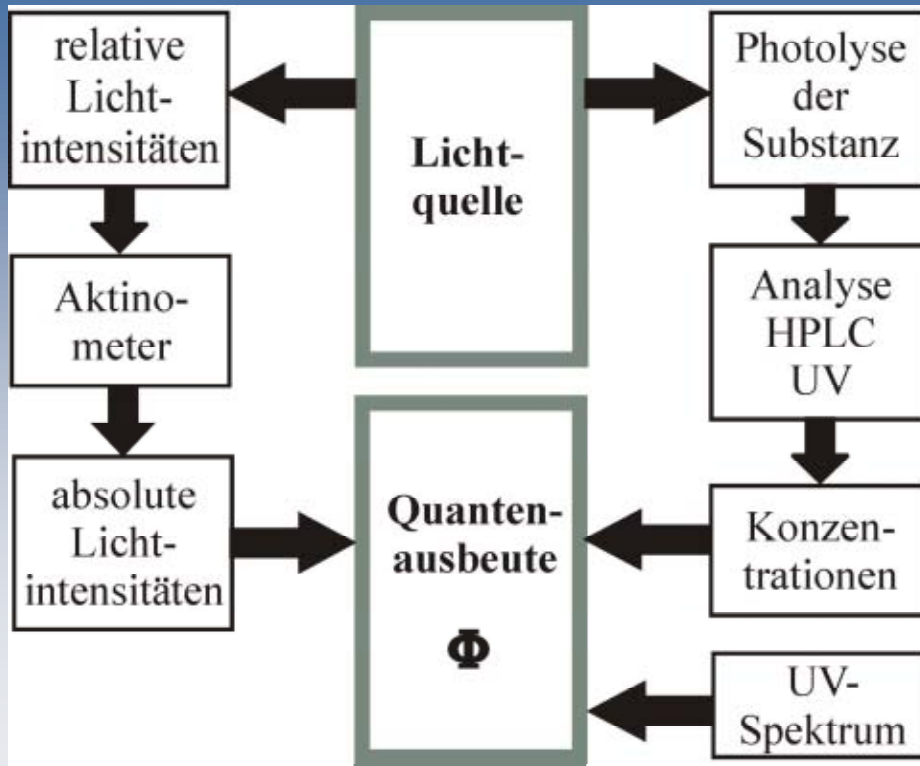 relative
Licht-
intensitäten
Aktino-
meter
absolute
Licht-
intensitäten
Licht-
quelle
Quanten-
ausbeute
Φ
Photolyse
der
Substanz
Analyse
HPLC
UV
Konzen-
trationen
UV-
Spektrum